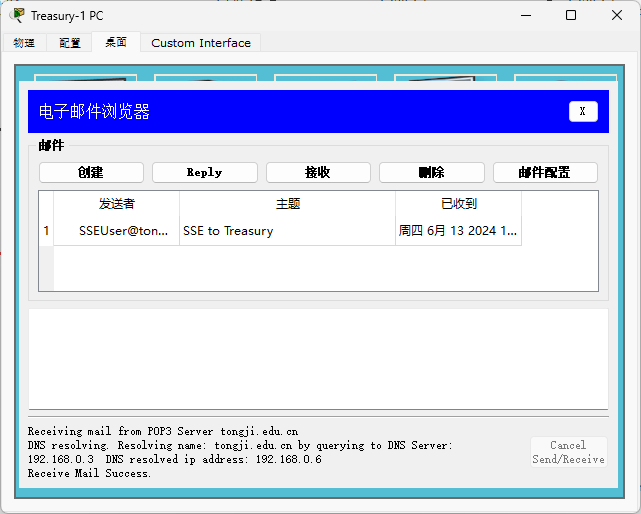 Treasury-1 PC
物理 配置 桌面 Custom Interface
电子邮件浏览器 X
邮件
创建 Reply 接收 删除 邮件配置
发送者 主题 已收到
1 SSEUser@ton... SSE to Treasury 周四 6月 13 2024 1...
Receiving mail from POP3 Server tongji.edu.cn
DNS resolving. Resolving name: tongji.edu.cn by querying to DNS Server:
192.168.0.3 DNS resolved ip address: 192.168.0.6
Receive Mail Success.
Cancel
Send/Receive